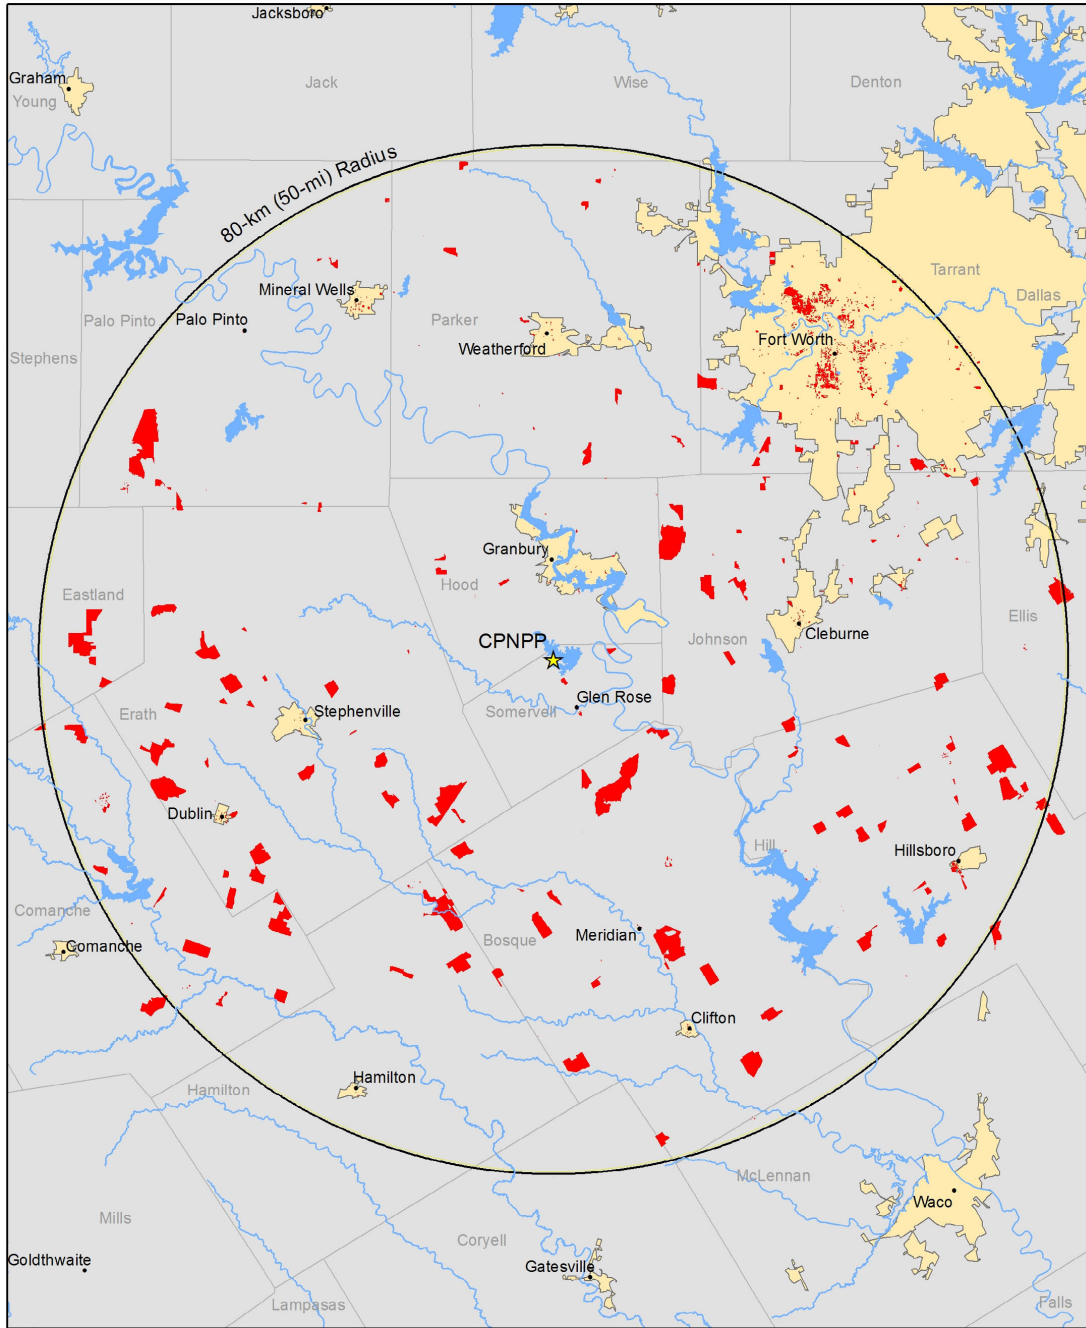 Jacksboro
Graham
Young
Jack
Wise
Denton
80-km (50-mi) Radius
Tarrant
Mineral Wells
Dallas
Palo Pinto
Palo Pinto
Parker
Fort Worth
Weatherford
Stephens
Granbury
Hood
Eastland
Ellis
Johnson
Cleburne
CPNPP
Glen Rose
Somervell
Erath
Stephenville
Dublin
Hill
Hillsboro
Comanche
Comanche
Meridian
Bosque
Clifton
Hamilton
Hamilton
McLennan
Waco
Mills
Coryell
Goldthwaite
Gatesville
Lampasas
Falls